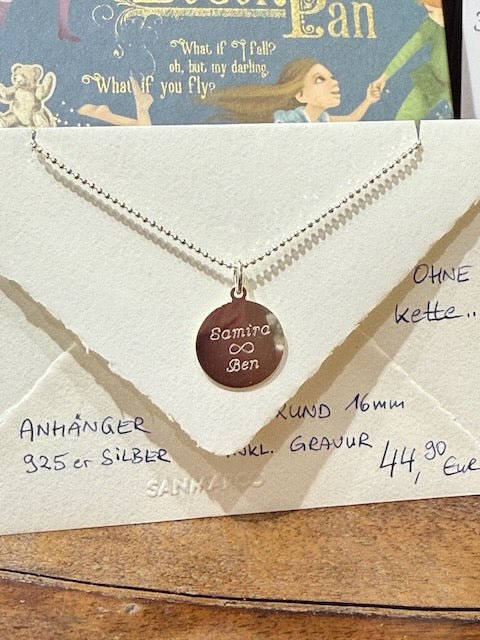 Pan
What if I fall?
oh, but my darling,
What if you fly?
OHNE
Kette..
Samira
∞
Ben
ANHÄNGER
925er SILBER
RUND 16mm
INKL. GRAVUR
44,90 EUR